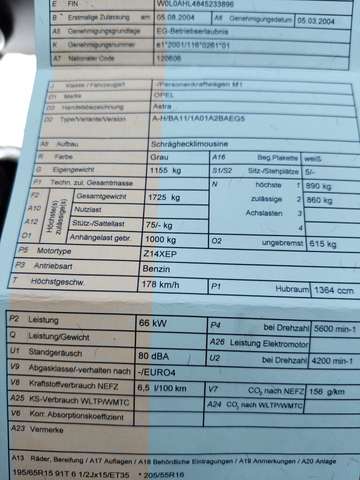 E FIN W0L0AHL4845233896
B Erstmalige Zulassung am 05.08.2004 A6 Genehmigungsdatum 05.03.2004
A5 Genehmigungsgrundlage EG-Betriebserlaubnis
K Genehmigungsnummer e1*2001/116*0261*01
A7 Nationaler Code 120606
J Klasse / Fahrzeugart -/Personenkraftwagen M1
D1 Marke OPEL
D3 Handelsbezeichnung Astra
D2 Type/Variante/Version A-H/BA11/1A01A2BAEG5
A8 Aufbau Schräghecklimousine
R Farbe Grau A16 Beg.Plakette weiß
G Eigengewicht 1155 kg S1/S2 Sitz-/Stehplätze 5/-
P1 Techn. zul. Gesamtmasse N höchste 1 890 kg
F2 Höchste(s) zulässige(s) Gesamtgewicht 1725 kg zulässige 2 860 kg
A10 Nutzlast Achslasten 3
A12 Stütz-/Sattellast 75/- kg 4
O1 Anhängelast gebr. 1000 kg O2 ungebremst 615 kg
P5 Motortype Z14XEP
P3 Antriebsart Benzin
T Höchstgeschw. 178 km/h P1 Hubraum 1364 ccm
P2 Leistung 66 kW P4 bei Drehzahl 5600 min-1
Q Leistung/Gewicht A26 Leistung Elektromotor
U1 Standgeräusch 80 dBA U2 bei Drehzahl 4200 min-1
V9 Abgasklasse/-verhalten nach -/EURO4
V8 Kraftstoffverbrauch NEFZ 6,5 l/100 km V7 CO2 nach NEFZ 156 g/km
A25 KS-Verbrauch WLTP/WMTC A24 CO2 nach WLTP/WMTC
V6 Korr. Absorptionskoeffizient
A23 Vermerke
A13 Räder, Bereifung / A17 Auflagen / A18 Behördliche Eintragungen / A19 Anmerkungen / A20 Anlage
195/65R15 91T 6 1/2Jx15/ET35 * 205/55R16